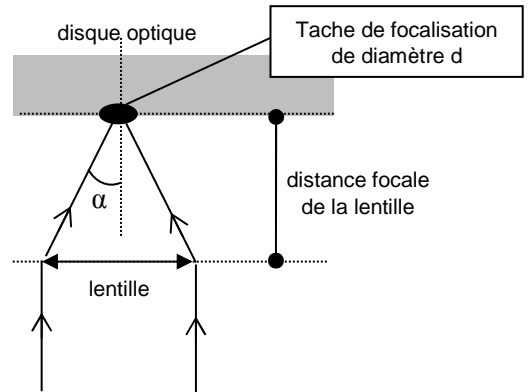 disque optique
Tache de focalisation
de diamètre d
α
distance focale
de la lentille
lentille